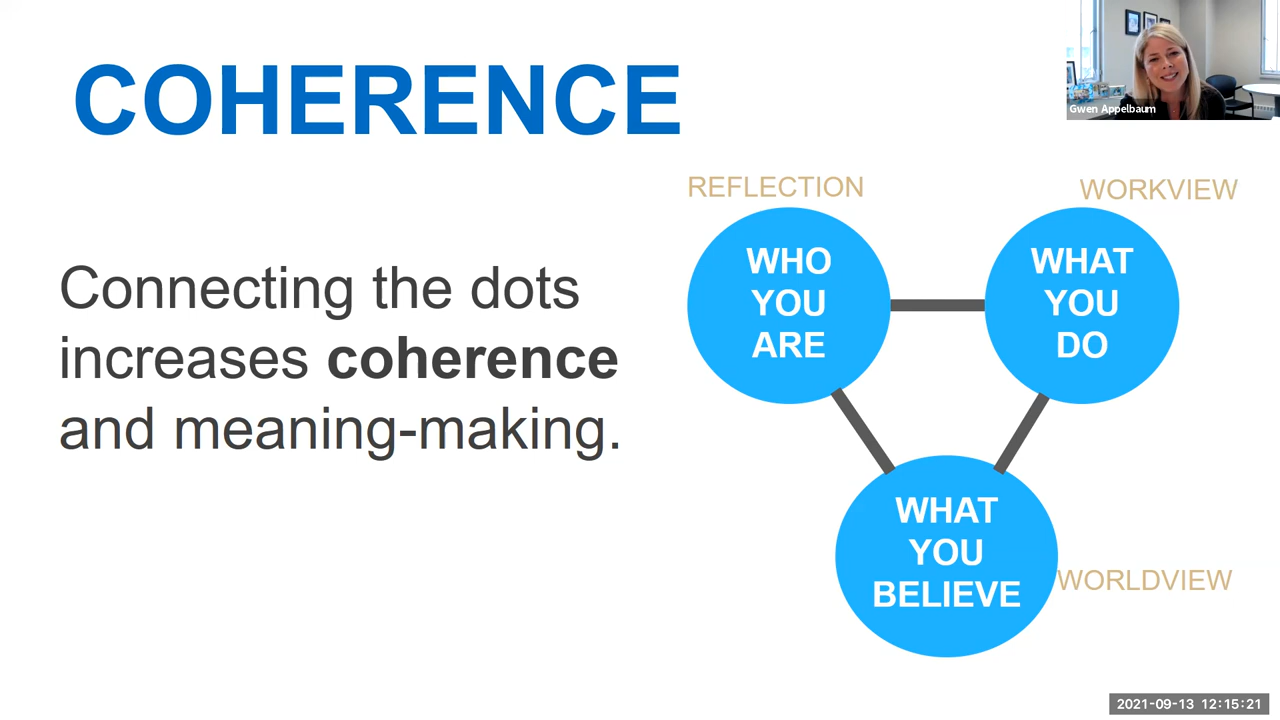 COHERENCE
Gwen Appelbaum
Connecting the dots
increases coherence
and meaning-making.
REFLECTION
WHO
YOU
ARE
WORKVIEW
WHAT
YOU
DO
WHAT
YOU
BELIEVE
WORLDVIEW
2021-09-13 12:15:21